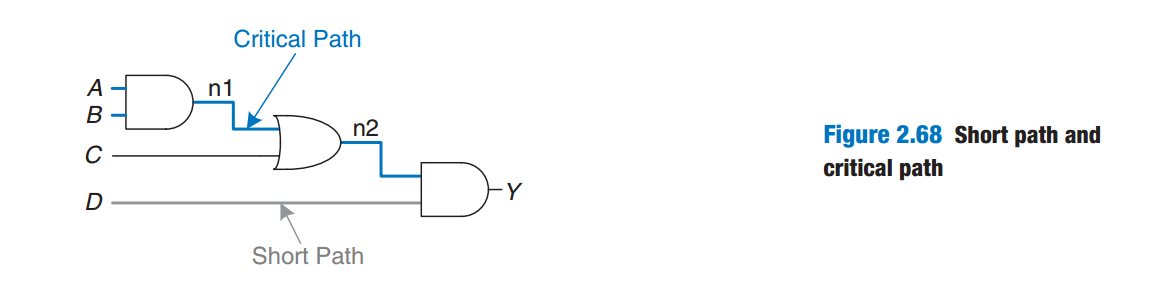 Critical Path
A
n1
B
n2
C
Figure 2.68 Short path and
critical path
D
Y
Short Path